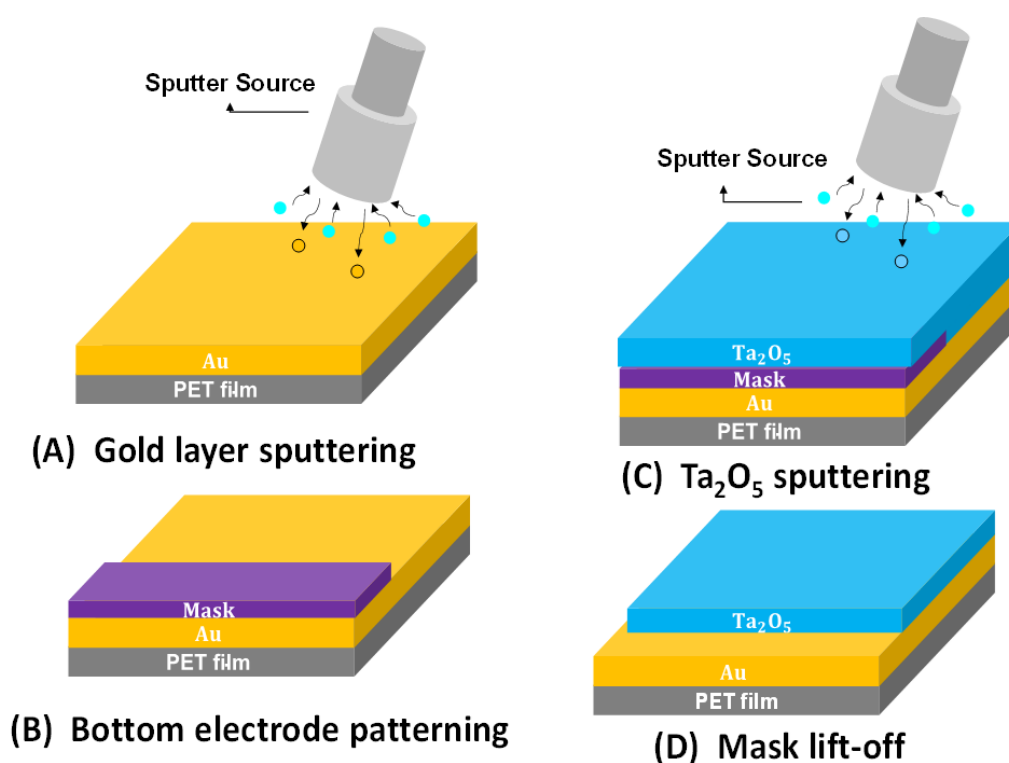 Sputter Source
Au
PET film
(A) Gold layer sputtering
Mask
Au
PET film
(B) Bottom electrode patterning
Sputter Source
Ta₂O₅
Mask
Au
PET film
(C) Ta₂O₅ sputtering
Ta₂O₅
Au
PET film
(D) Mask lift-off